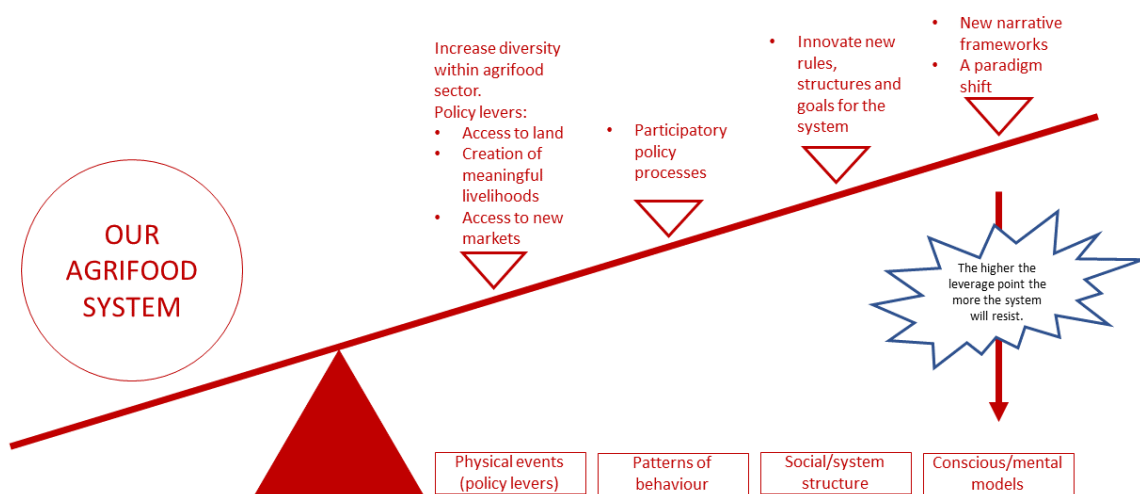 OUR
AGRIFOOD
SYSTEM
Increase diversity
within agrifood
sector.
Policy levers:
• Access to land
• Creation of
meaningful
livelihoods
• Access to new
markets
• Participatory
policy
processes
• Innovate new
rules,
structures and
goals for the
system
• New narrative
frameworks
• A paradigm
shift
The higher the
leverage point the
more the system
will resist.
Physical events
(policy levers)
Patterns of
behaviour
Social/system
structure
Conscious/mental
models